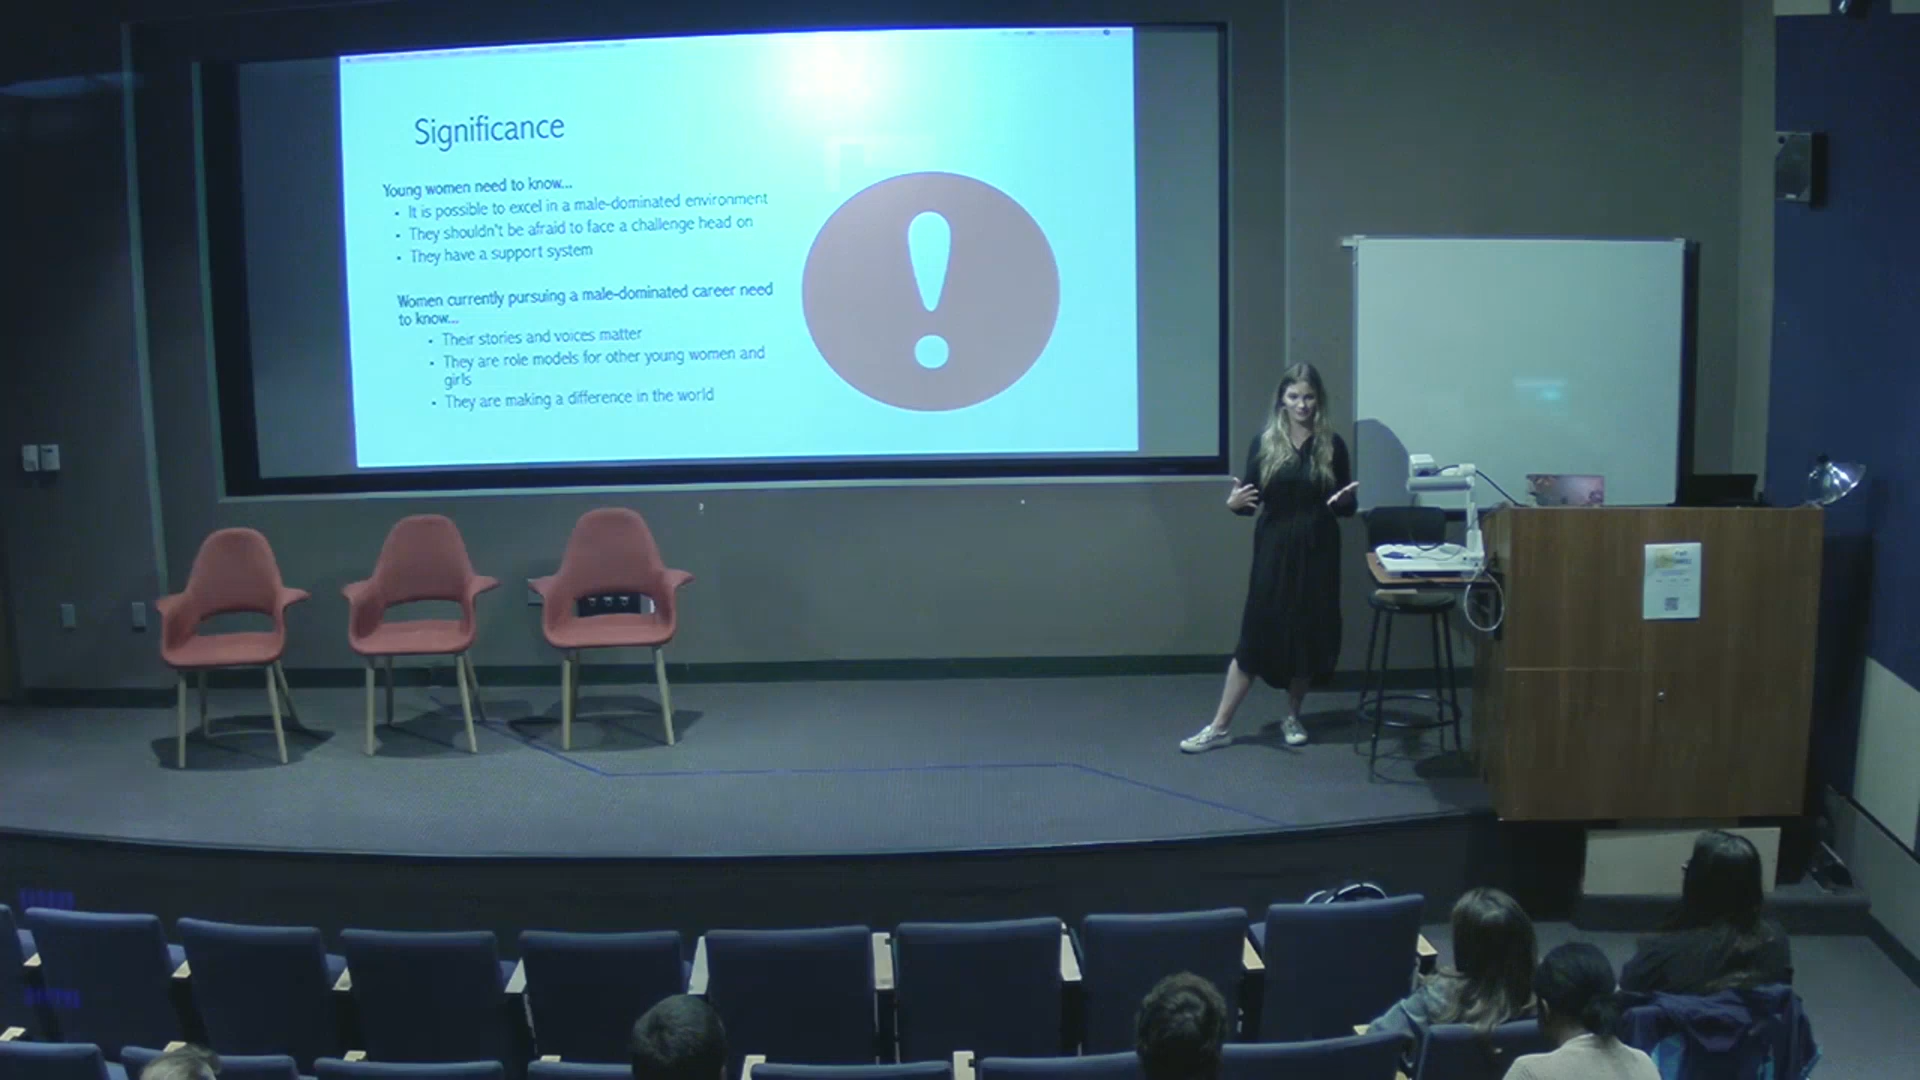 Significance
Young women need to know...
• It is possible to excel in a male-dominated environment
• They shouldn't be afraid to face a challenge head on
• They have a support system
Women currently pursuing a male-dominated career need
to know...
• Their stories and voices matter
• They are role models for other young women and
girls
• They are making a difference in the world